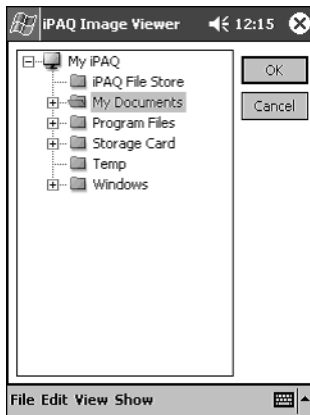 iPAQ Image Viewer 12:15
My iPAQ
iPAQ File Store
My Documents
Program Files
Storage Card
Temp
Windows
OK
Cancel
File Edit View Show